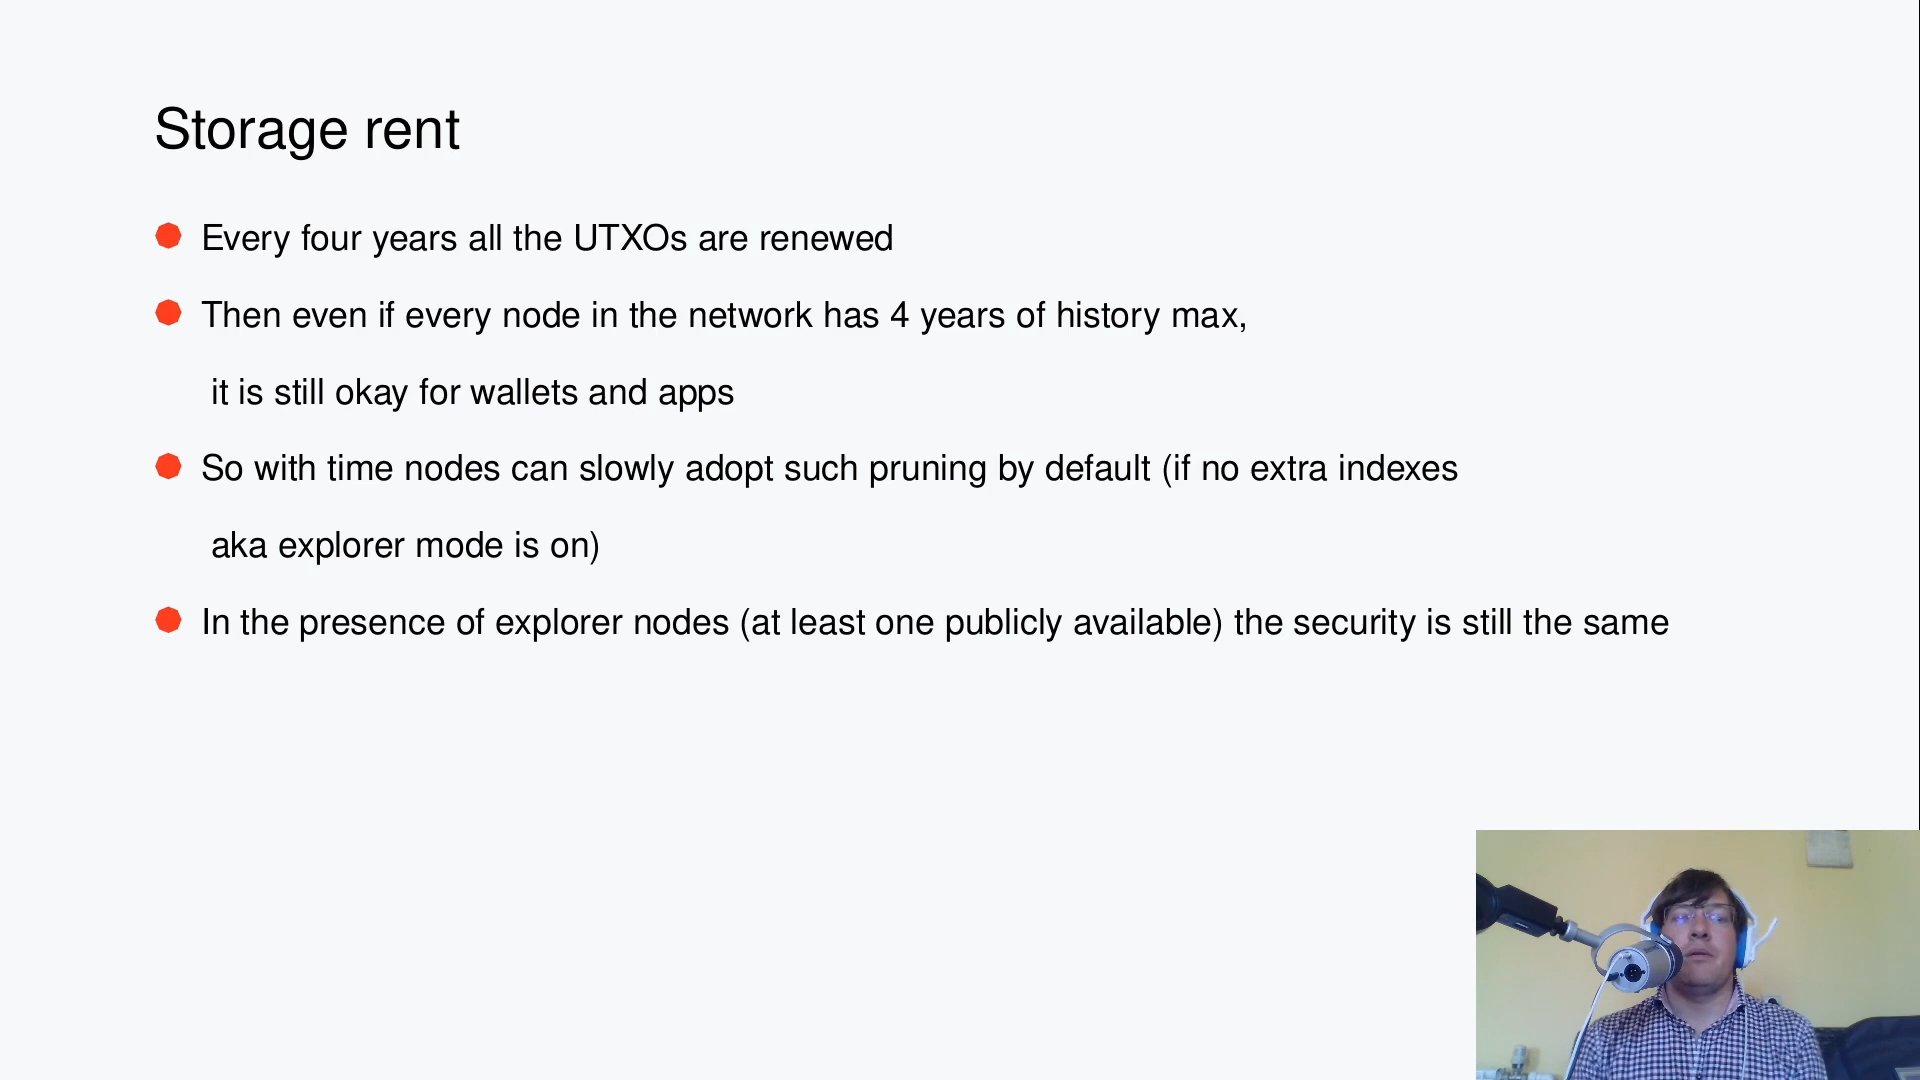 Storage rent
Every four years all the UTXOs are renewed
Then even if every node in the network has 4 years of history max,
it is still okay for wallets and apps
So with time nodes can slowly adopt such pruning by default (if no extra indexes
aka explorer mode is on)
In the presence of explorer nodes (at least one publicly available) the security is still the same